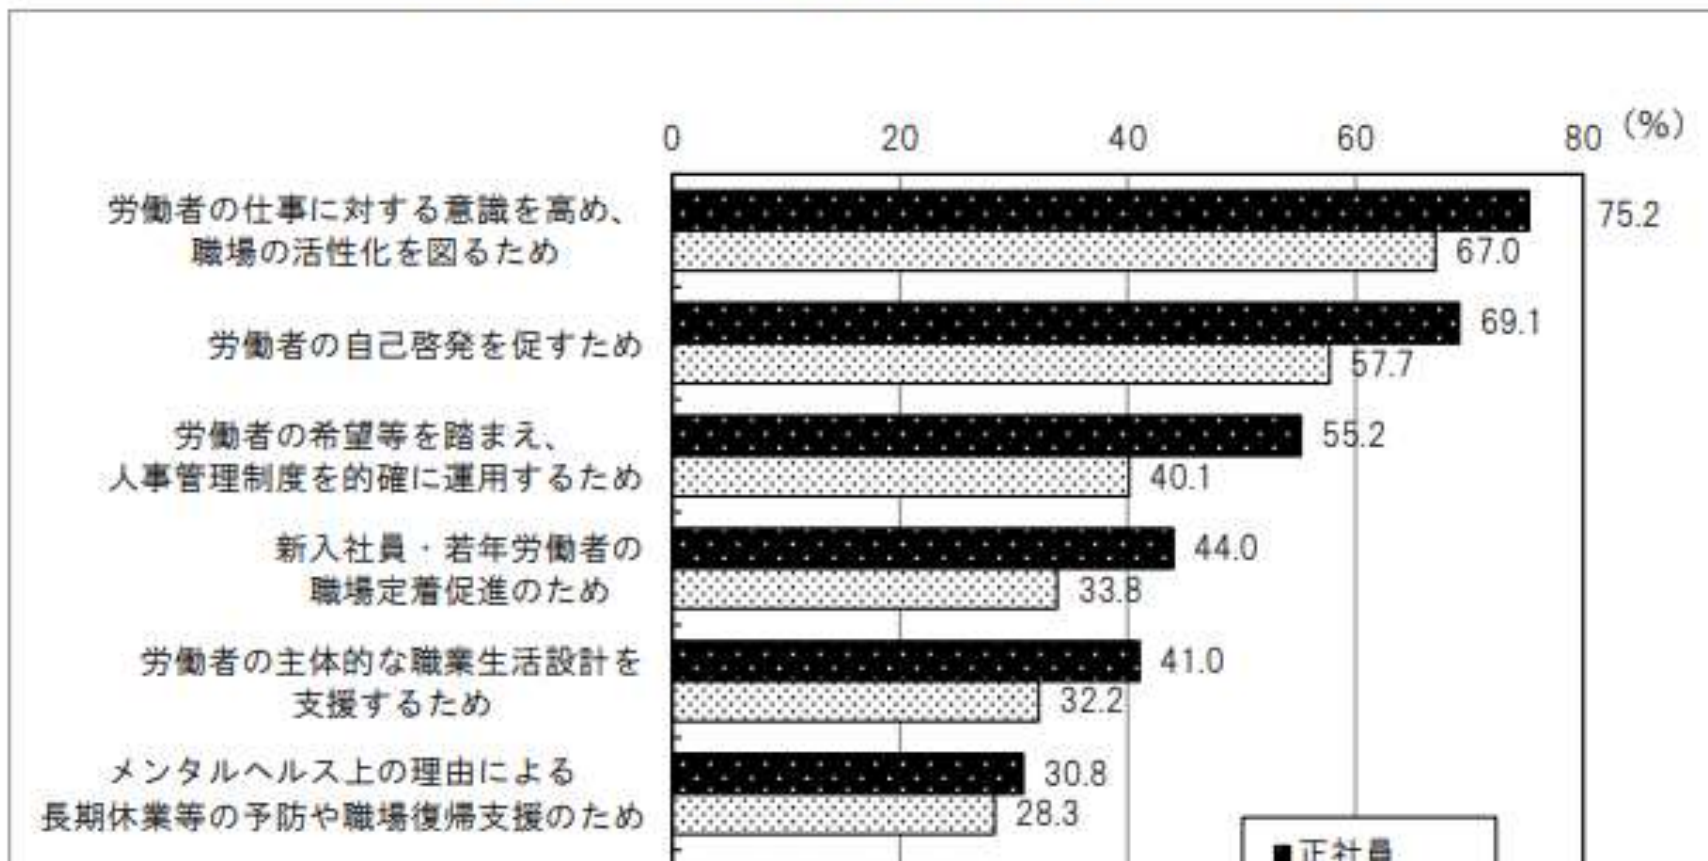 0 20 40 60 80 (%)
労働者の仕事に対する意識を高め、
職場の活性化を図るため
75.2
67.0
労働者の自己啓発を促すため
69.1
57.7
労働者の希望等を踏まえ、
人事管理制度を的確に運用するため
55.2
40.1
新入社員・若年労働者の
職場定着促進のため
44.0
33.8
労働者の主体的な職業生活設計を
支援するため
41.0
32.2
メンタルヘルス上の理由による
長期休業等の予防や職場復帰支援のため
30.8
28.3
■正社員